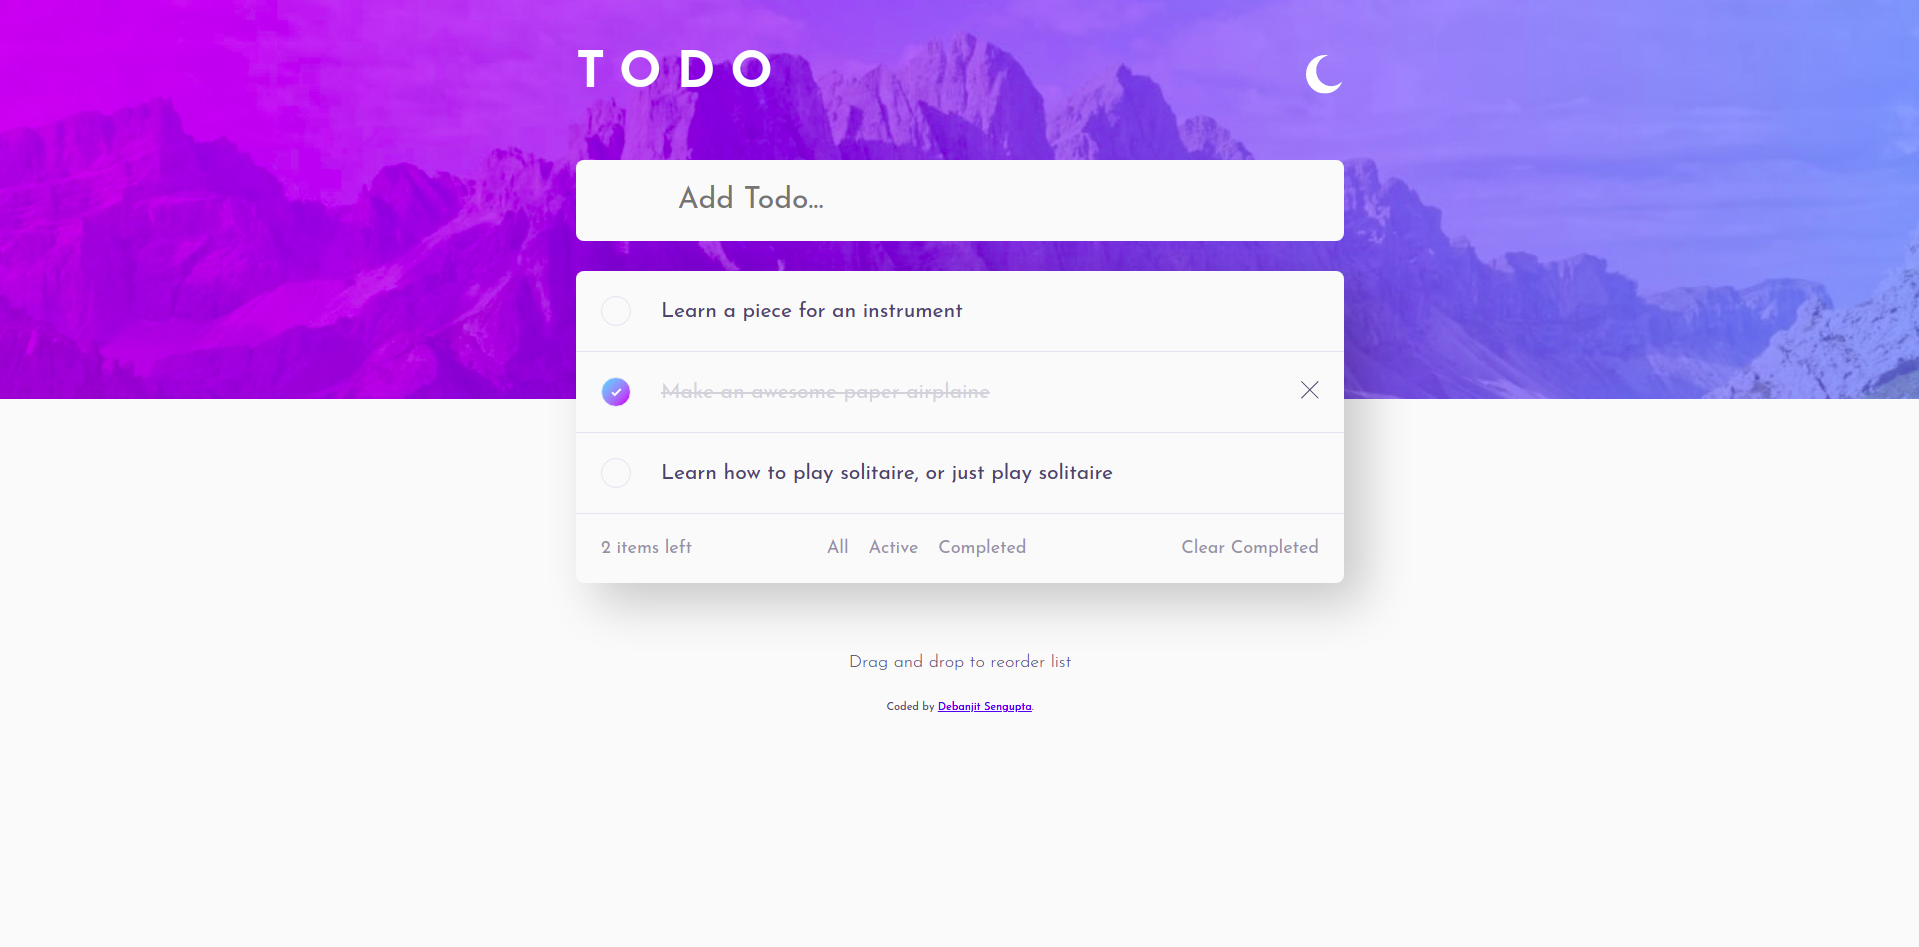 TODO
Add Todo...
Learn a piece for an instrument
Make an awesome paper airplaine
Learn how to play solitaire, or just play solitaire
2 items left All Active Completed Clear Completed
Drag and drop to reorder list
Coded by Debanjit Sengupta.